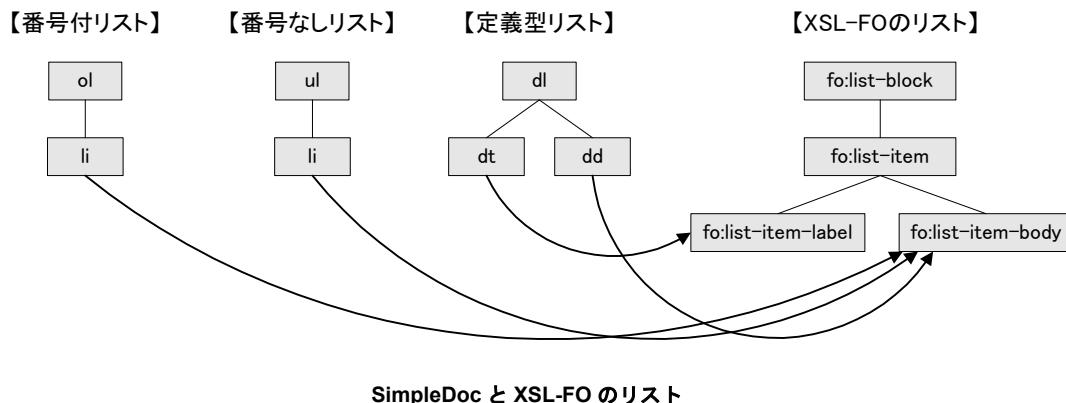 【番号付リスト】 【番号なしリスト】 【定義型リスト】 【XSL-FOのリスト】
ol ul dl fo:list-block
li li dt dd fo:list-item
fo:list-item-label fo:list-item-body
SimpleDoc と XSL-FO のリスト